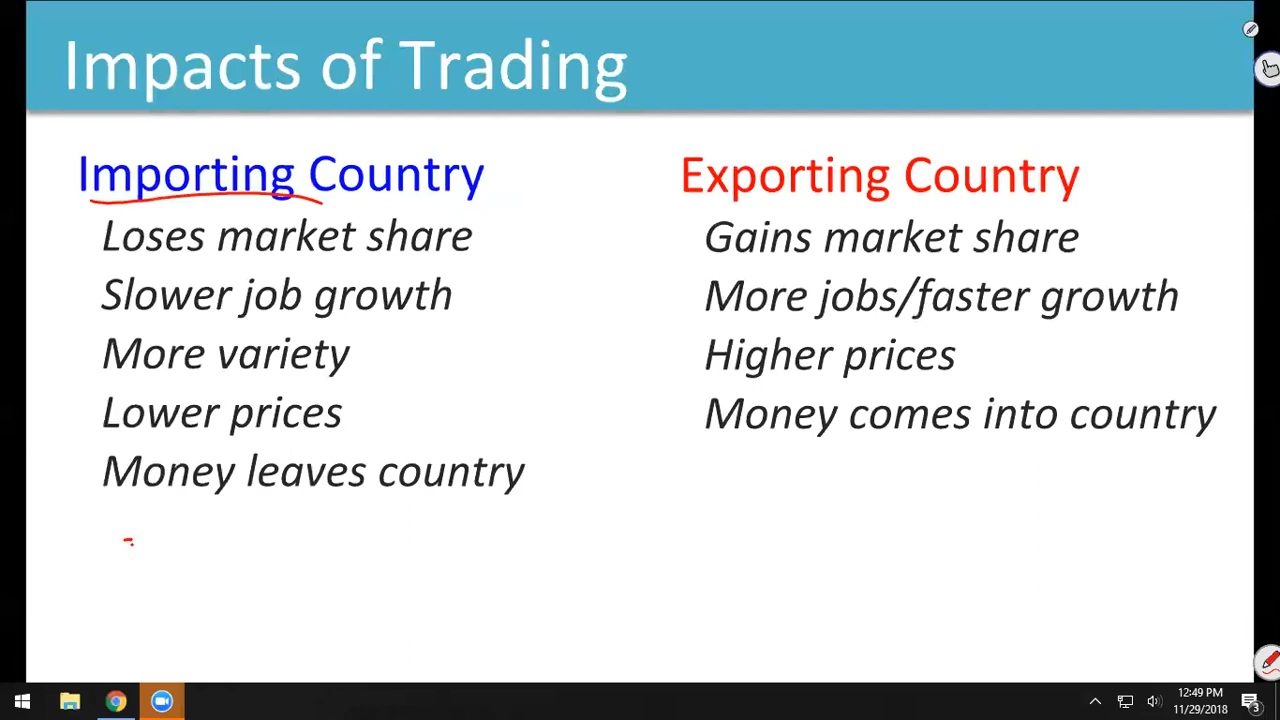 Impacts of Trading
Importing Country
Loses market share
Slower job growth
More variety
Lower prices
Money leaves country
Exporting Country
Gains market share
More jobs/faster growth
Higher prices
Money comes into country
12:49 PM
11/29/2018
3